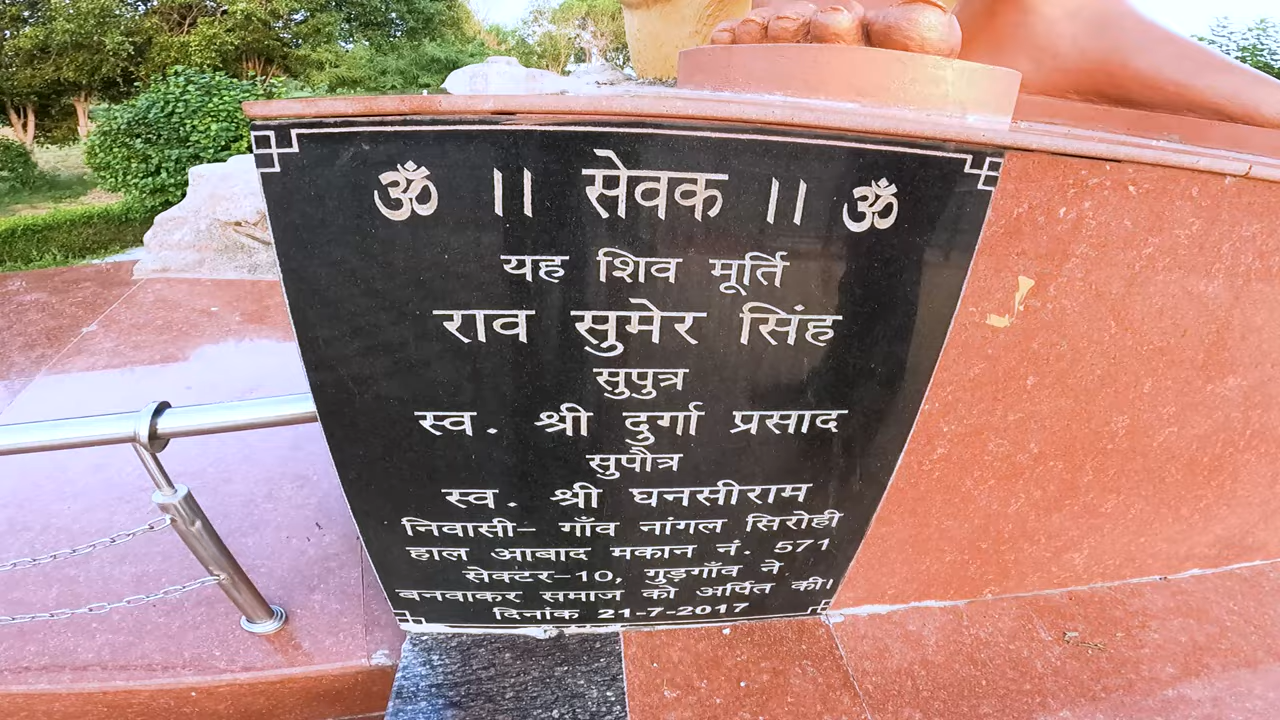 ॐ ।। सेवक ।। ॐ
यह शिव मूर्ति
राव सुमेर सिंह
सुपुत्र
स्व. श्री दुर्गा प्रसाद
सुपौत्र
स्व. श्री घनसीराम
निवासी- गाँव नांगल सिरोही
हाल आबाद मकान नं. 571
सेक्टर-10, गुड़गाँव ने
बनवाकर समाज को अर्पित की।
दिनांक 21-7-2017